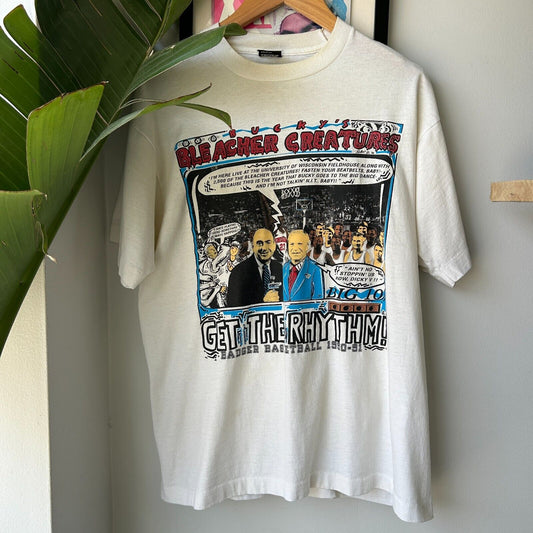 BUCKY'S
BLEACHER CREATURES
"I'M HERE LIVE AT THE UNIVERSITY OF WISCONSIN FIELDHOUSE ALONG WITH
2,500 OF THE BLEACHER CREATURES! FASTEN YOUR SEATBELTS, BABY!
BECAUSE THIS IS THE YEAR THAT BUCKY GOES TO THE BIG DANCE
AND I'M NOT TALKIN' N.I.T. BABY!!"
"AIN'T NO
STOPPIN' US
NOW, DICKY V!!"
BIG 10
GET THE RHYTHM!
BADGER BASKETBALL 1990-91